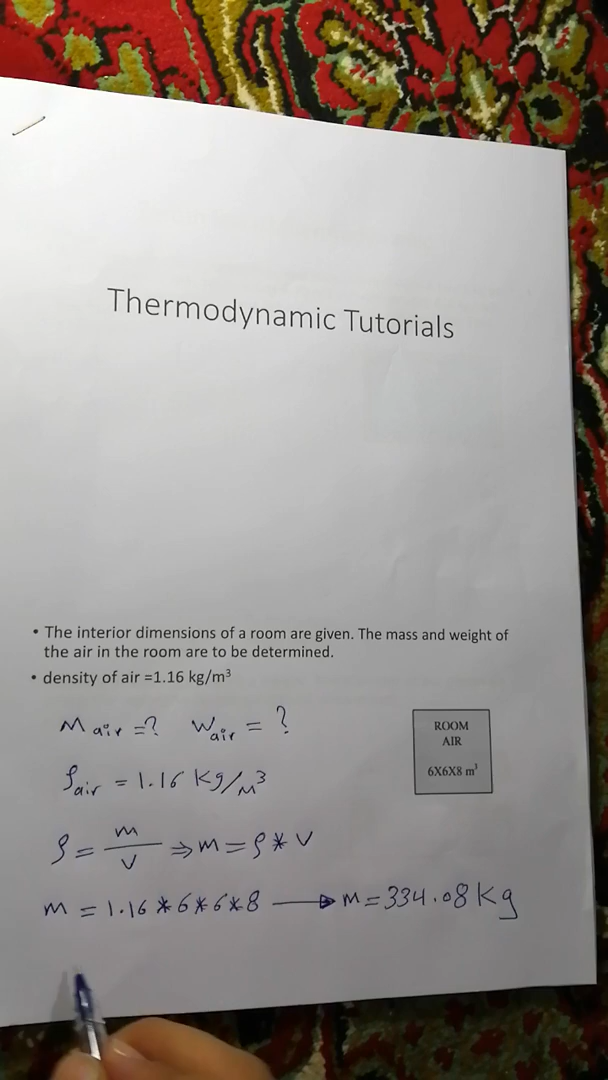 Thermodynamic Tutorials
• The interior dimensions of a room are given. The mass and weight of
the air in the room are to be determined.
• density of air =1.16 kg/m³
m air =? W air = ?
ROOM
AIR
6X6X8 m³
ρair = 1.16 kg/m³
ρ = m/v ⇒ m = ρ * v
m = 1.16 * 6 * 6 * 8 → m = 334.08 kg